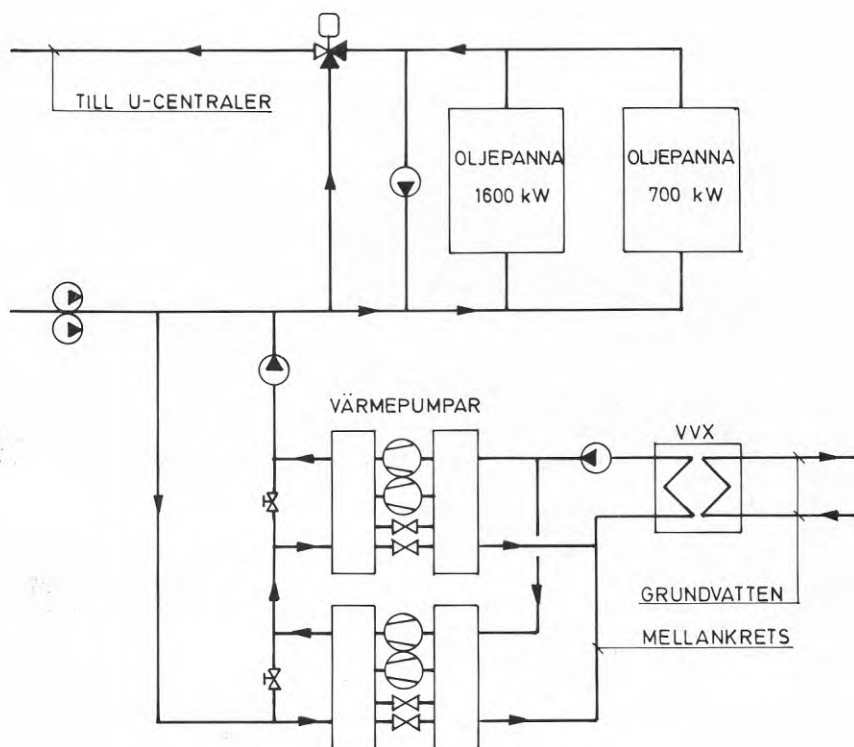 TILL U-CENTRALER
OLJEPANNA
1600 kW
OLJEPANNA
700 kW
VÄRMEPUMPAR
VVX
GRUNDVATTEN
MELLANKRETS